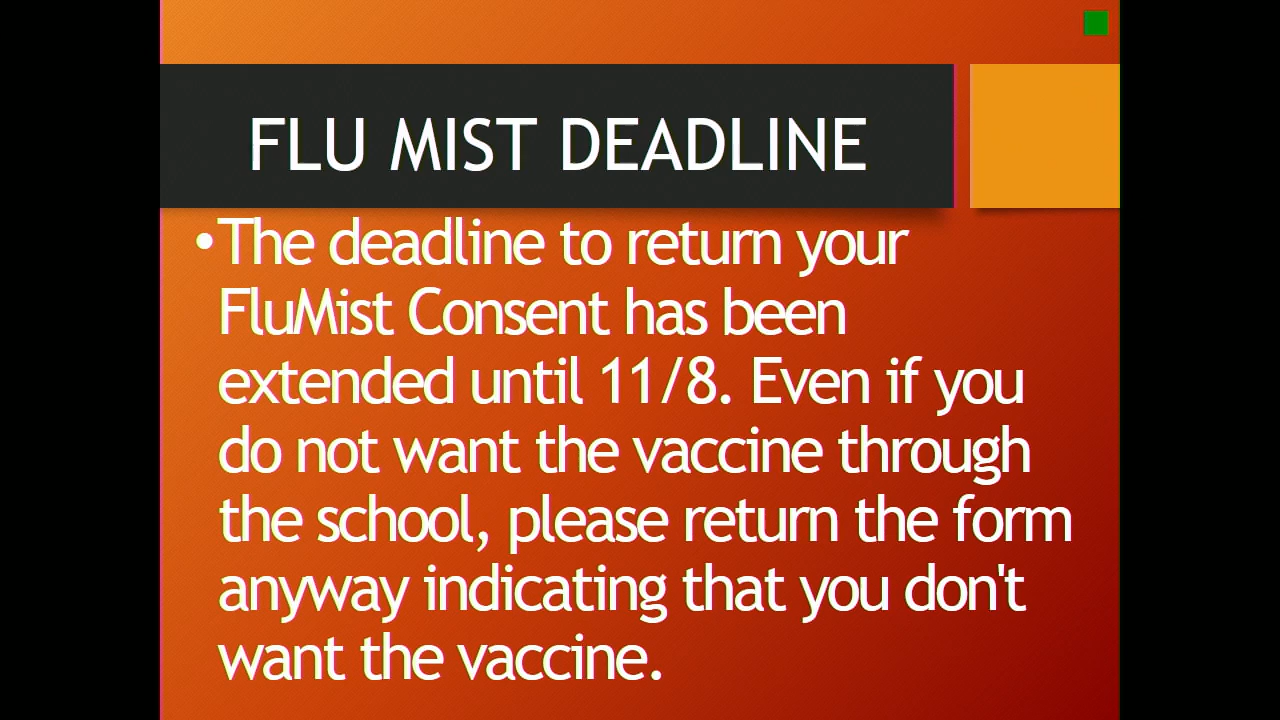 FLU MIST DEADLINE
•The deadline to return your
FluMist Consent has been
extended until 11/8. Even if you
do not want the vaccine through
the school, please return the form
anyway indicating that you don't
want the vaccine.